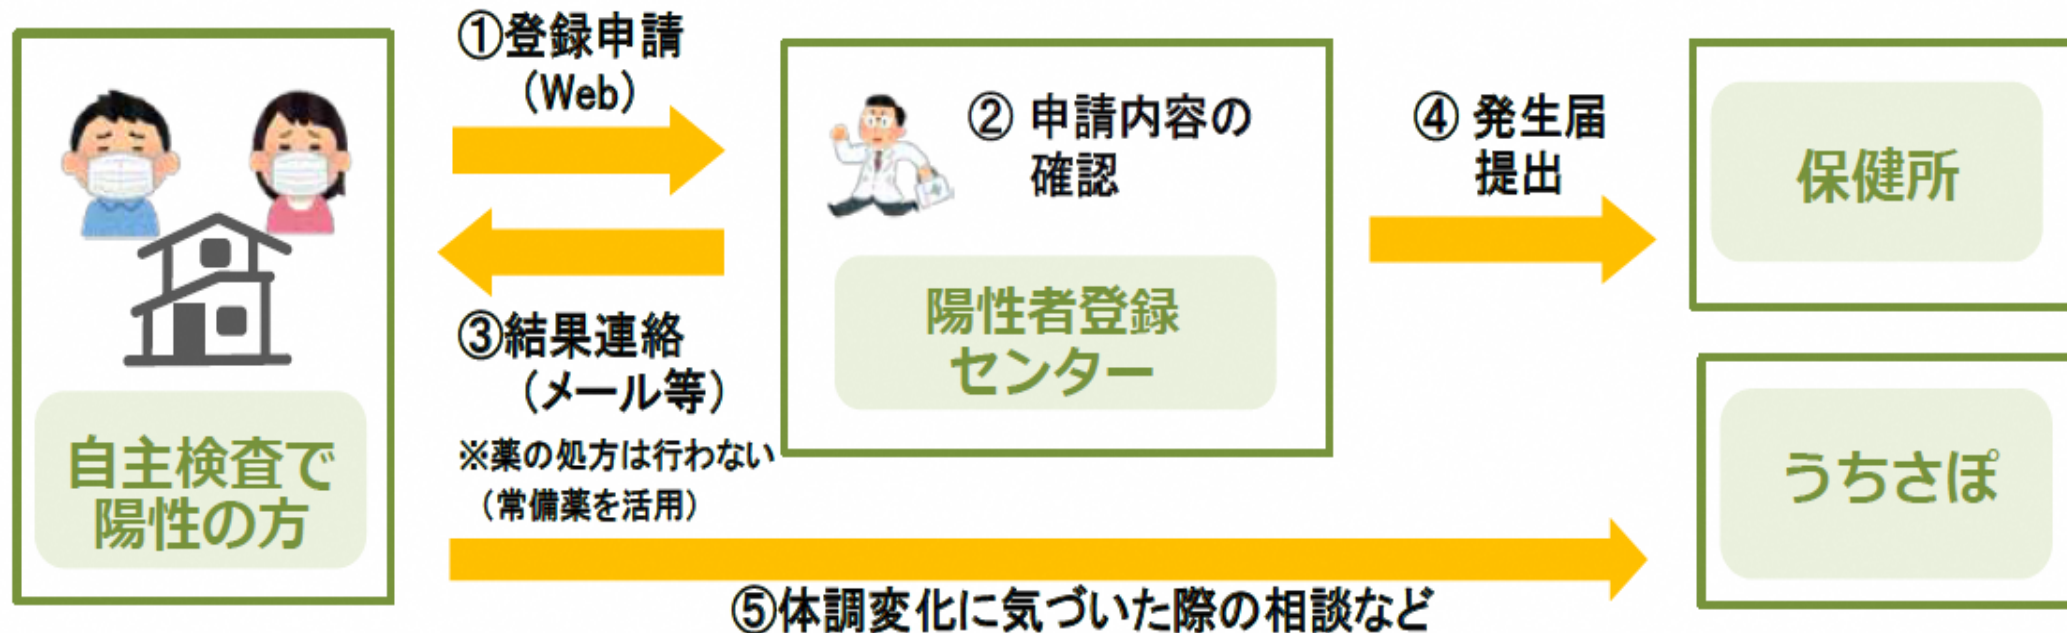 ①登録申請
（Web）
② 申請内容の
確認
④ 発生届
提出
保健所
③結果連絡
（メール等）
※薬の処方は行わない
（常備薬を活用）
陽性者登録
センター
自主検査で
陽性の方
うちさぽ
⑤体調変化に気づいた際の相談など